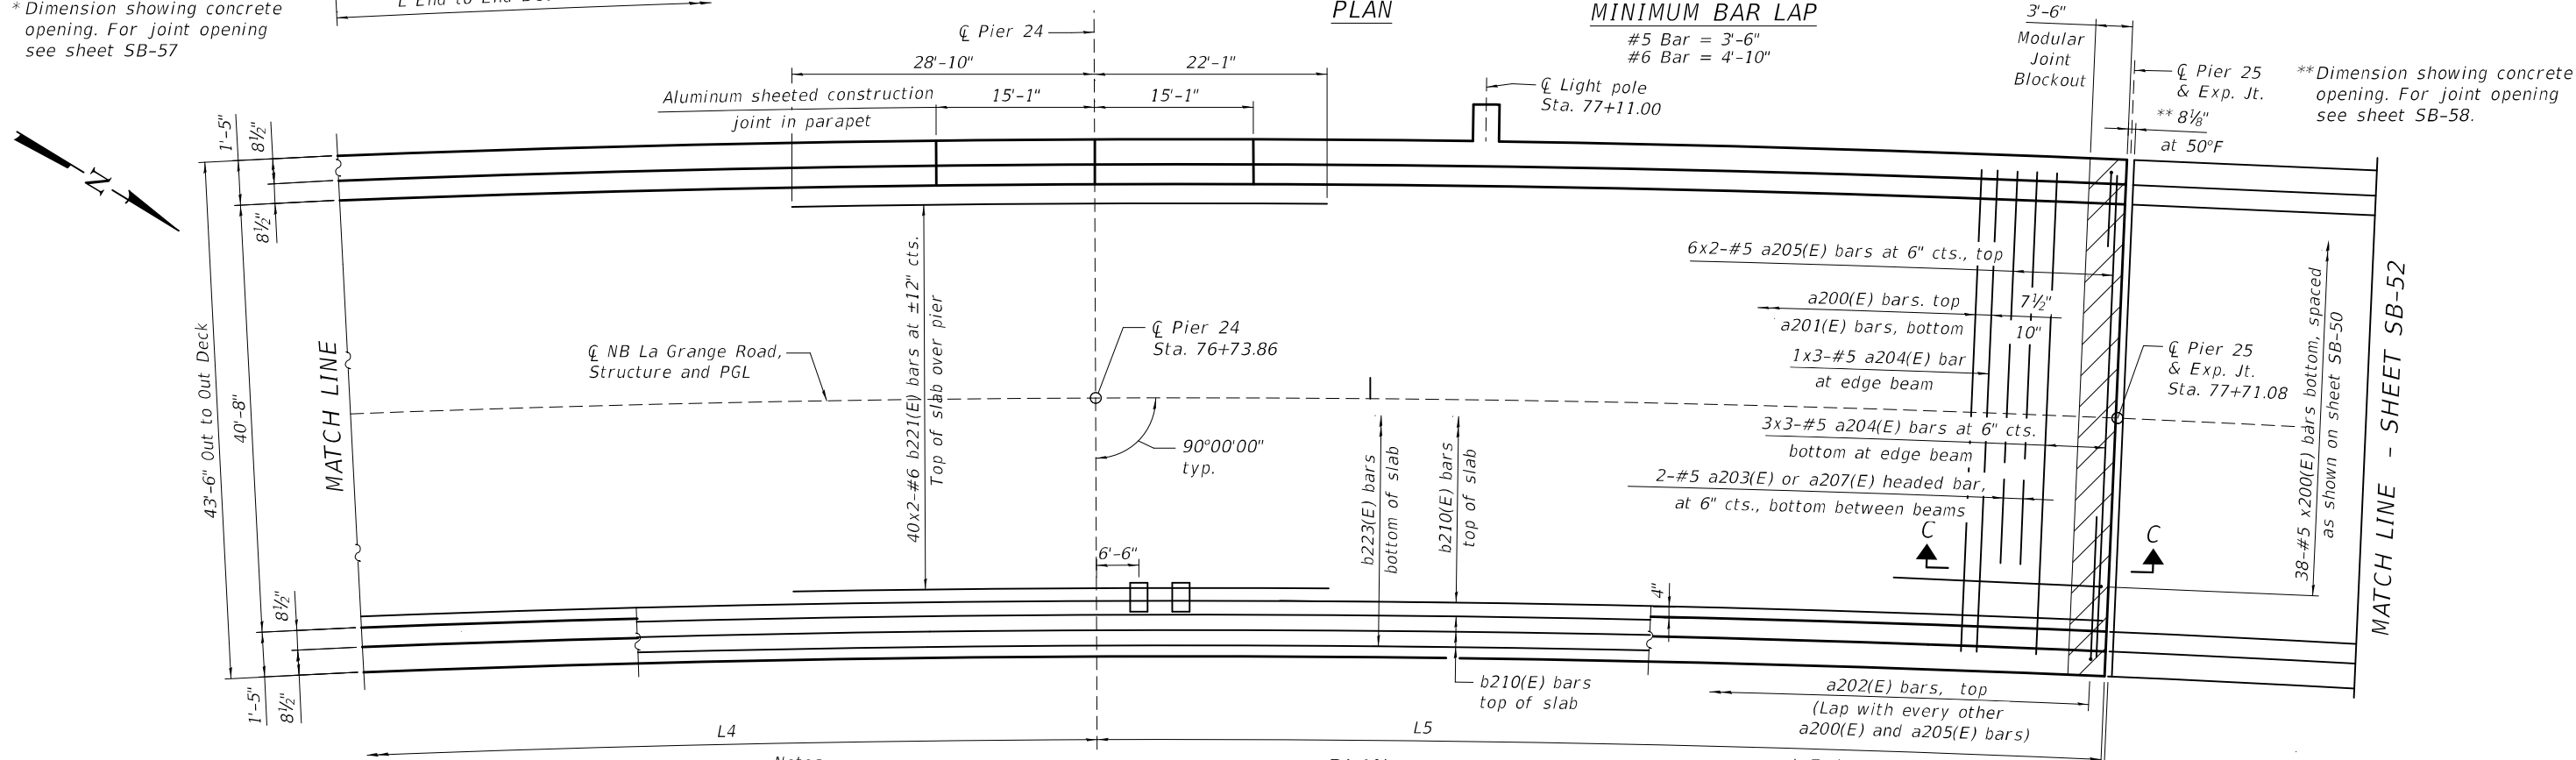 * Dimension showing concrete
opening. For joint opening
see sheet SB-57
PLAN
MINIMUM BAR LAP
#5 Bar = 3'-6"
#6 Bar = 4'-10"
℄ Pier 24
28'-10"
22'-1"
Aluminum sheeted construction
joint in parapet
15'-1"
15'-1"
℄ Light pole
Sta. 77+11.00
3'-6"
Modular
Joint
Blockout
℄ Pier 25
& Exp. Jt.
** 8⅛"
at 50°F
** Dimension showing concrete
opening. For joint opening
see sheet SB-58.
N
1'-5"
8½"
8½"
43'-6" Out to Out Deck
40'-8"
MATCH LINE
8½"
1'-5"
8½"
℄ NB La Grange Road,
Structure and PGL
40x2-#6 b221(E) bars at ±12" cts.
Top of slab over pier
℄ Pier 24
Sta. 76+73.86
90°00'00"
typ.
6'-6"
b223(E) bars
bottom of slab
b210(E) bars
top of slab
6x2-#5 a205(E) bars at 6" cts., top
a200(E) bars. top
a201(E) bars, bottom
7½"
10"
1x3-#5 a204(E) bar
at edge beam
3x3-#5 a204(E) bars at 6" cts.
bottom at edge beam
2-#5 a203(E) or a207(E) headed bar,
at 6" cts., bottom between beams
C
C
4"
℄ Pier 25
& Exp. Jt.
Sta. 77+71.08
38-#5 x200(E) bars bottom, spaced
as shown on sheet SB-50
MATCH LINE - SHEET SB-52
b210(E) bars
top of slab
a202(E) bars, top
(Lap with every other
a200(E) and a205(E) bars)
L4
L5